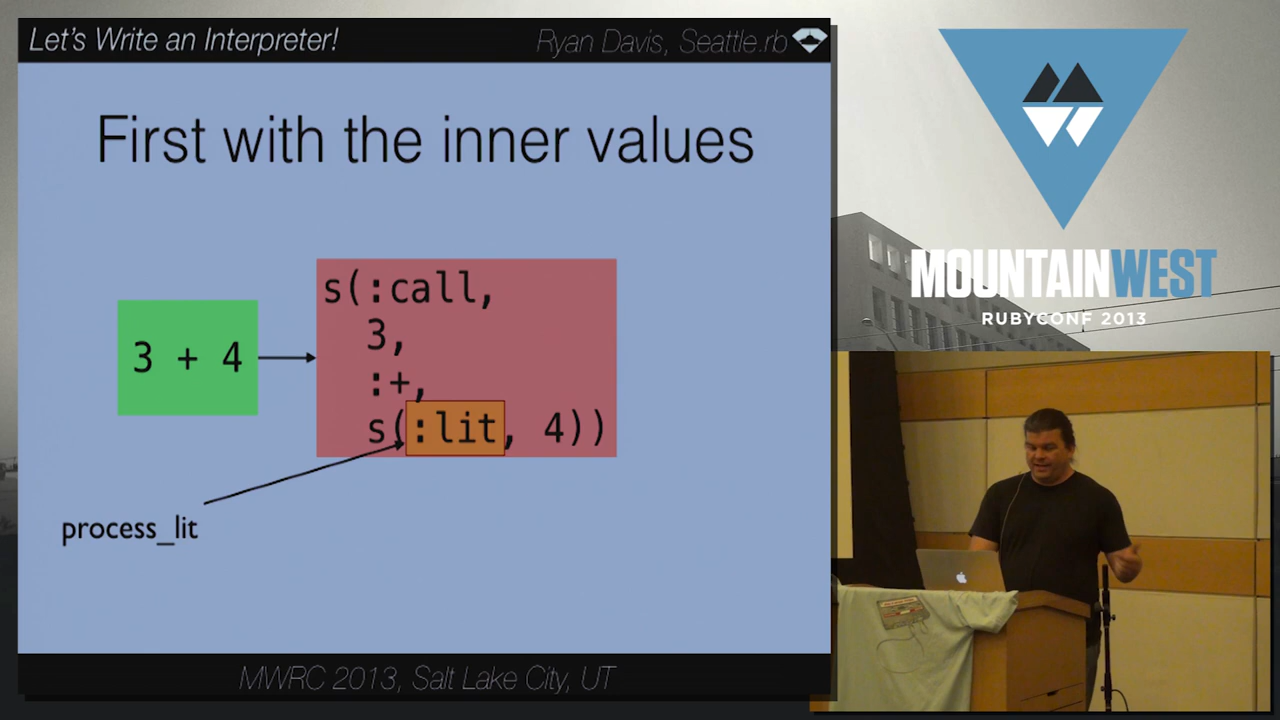 Let's Write an Interpreter!
Ryan Davis, Seattle.rb
First with the inner values
3 + 4
s(:call,
3,
:+,
s(:lit, 4))
process_lit
MWRC 2013, Salt Lake City, UT
MOUNTAINWEST
RUBYCONF 2013